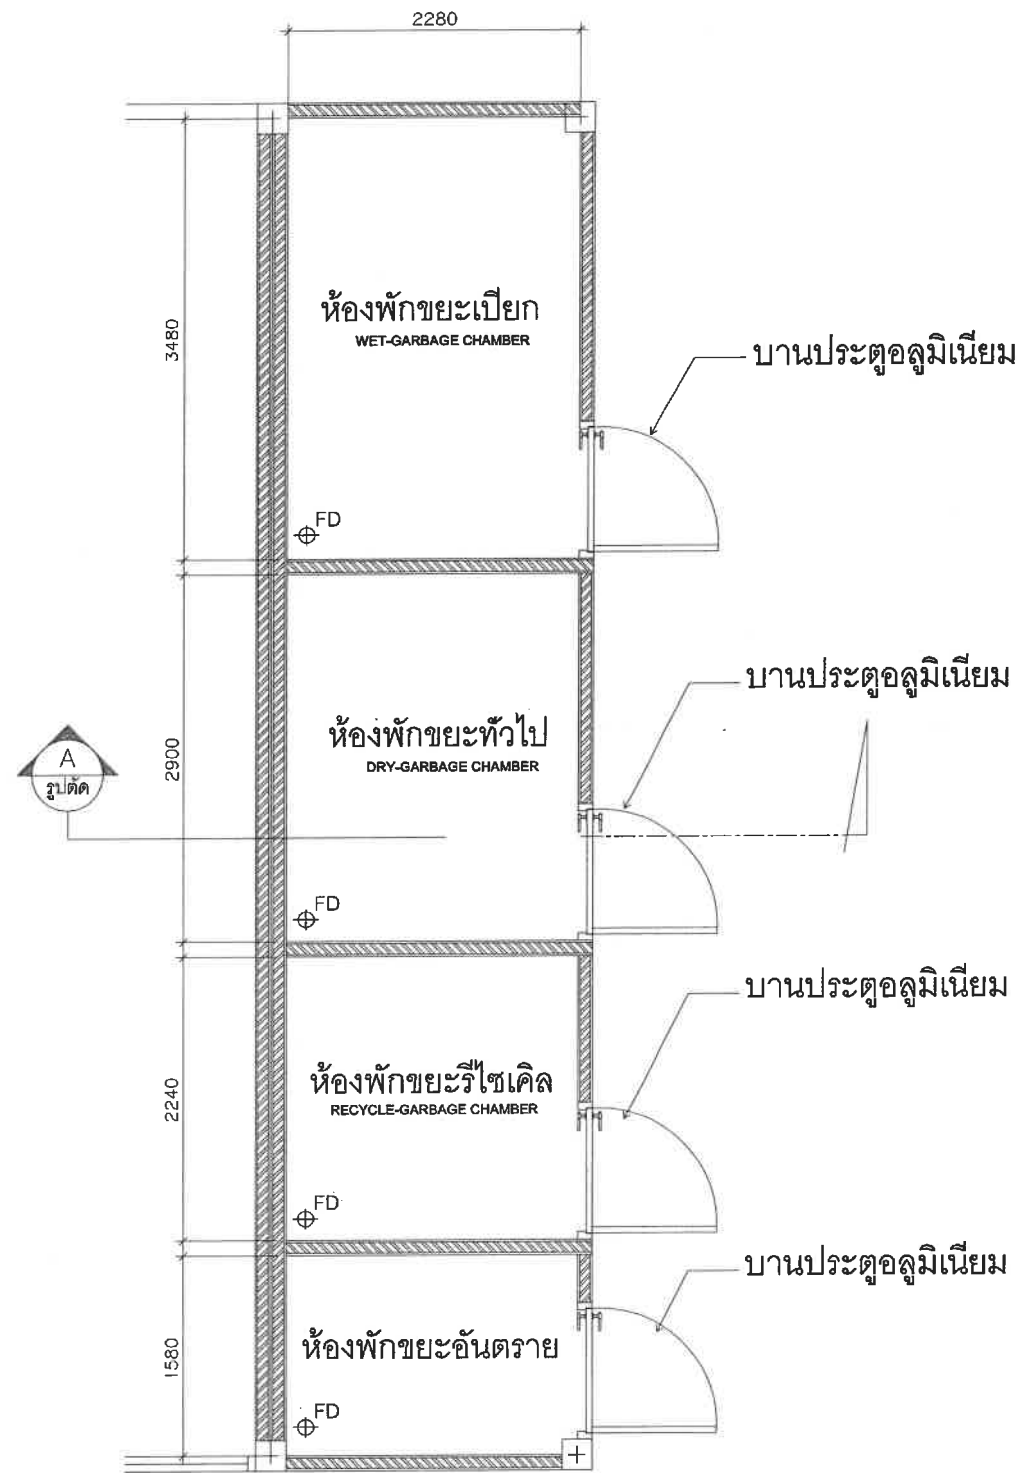 2280
3480
ห้องพักขยะเปียก
WET-GARBAGE CHAMBER
บานประตูอลูมิเนียม
FD
2900
ห้องพักขยะทั่วไป
DRY-GARBAGE CHAMBER
บานประตูอลูมิเนียม
A
รูปตัด
FD
2240
ห้องพักขยะรีไซเคิล
RECYCLE-GARBAGE CHAMBER
บานประตูอลูมิเนียม
FD
1580
ห้องพักขยะอันตราย
บานประตูอลูมิเนียม
FD